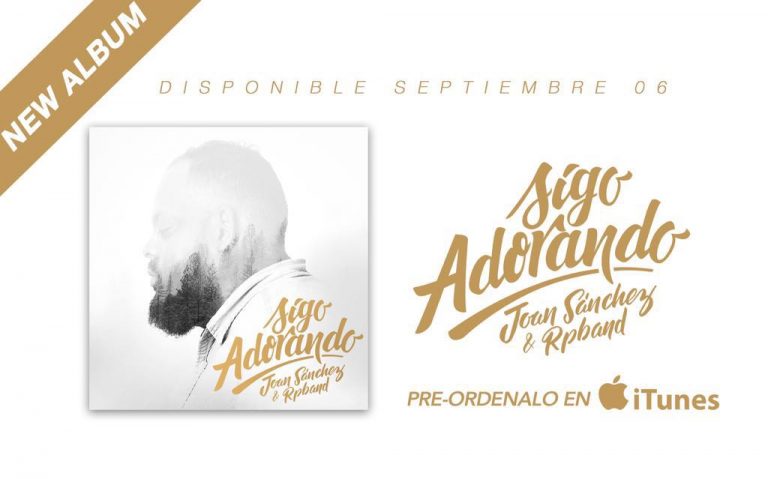 NEW ALBUM
DISPONIBLE SEPTIEMBRE 06
Sigo
Adorando
Joan Sánchez
& Rpband
Sigo
Adorando
Joan Sánchez
& Rpband
PRE-ORDENALO EN iTunes